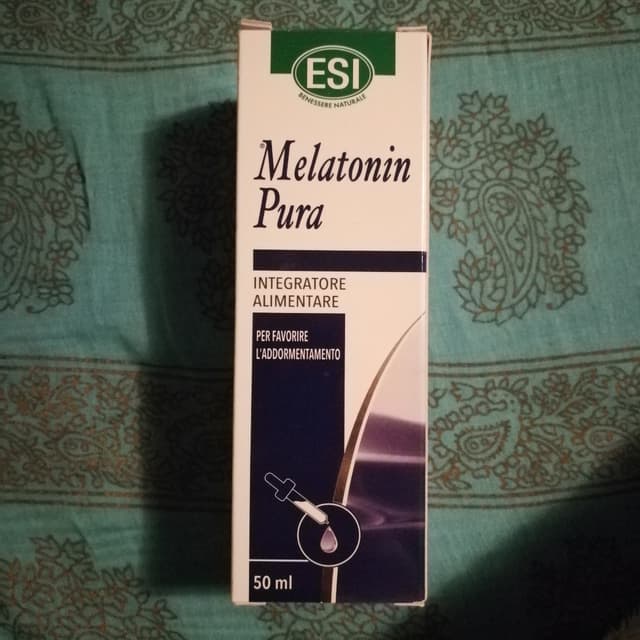 ESI
BENESSERE NATURALE
®Melatonin
Pura
INTEGRATORE
ALIMENTARE
PER FAVORIRE
L'ADDORMENTAMENTO
50 ml